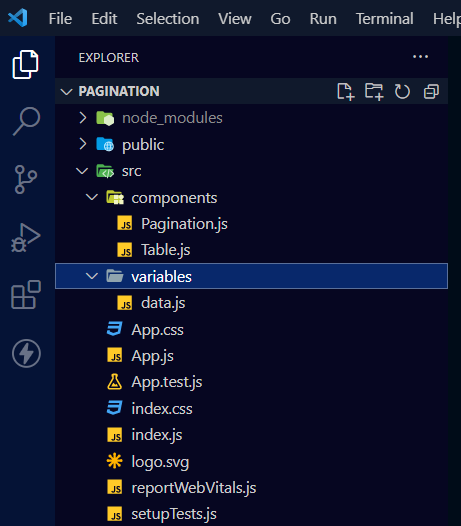 File Edit Selection View Go Run Terminal Help
EXPLORER
PAGINATION
node_modules
public
src
components
JS Pagination.js
JS Table.js
variables
JS data.js
App.css
JS App.js
App.test.js
index.css
JS index.js
logo.svg
JS reportWebVitals.js
JS setupTests.js